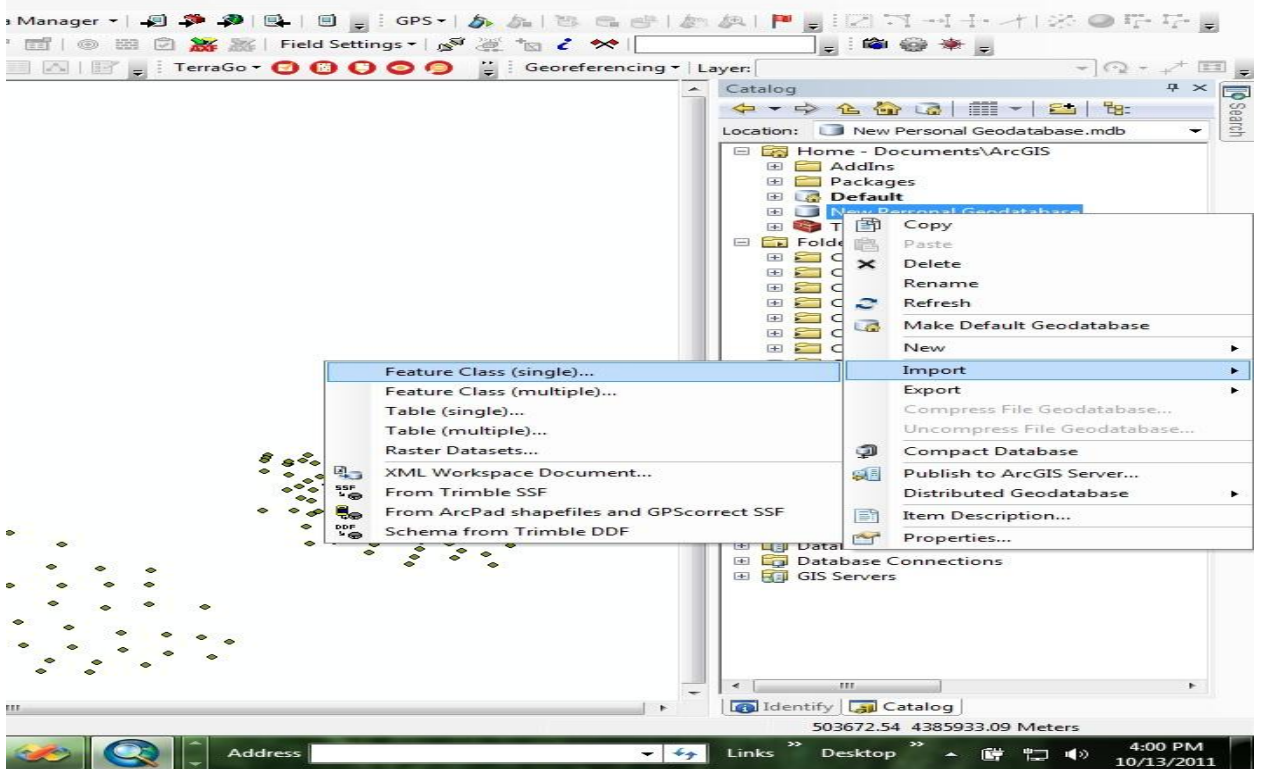 Manager
GPS
Field Settings
TerraGo
Georeferencing
Layer:
Catalog
Search
Location: New Personal Geodatabase.mdb
Home - Documents\ArcGIS
AddIns
Packages
Default
New Personal Geodatabase
T
Folde
C
C
C
C
C
C
C
Copy
Paste
Delete
Rename
Refresh
Make Default Geodatabase
New
Import
Export
Compress File Geodatabase...
Uncompress File Geodatabase...
Compact Database
Publish to ArcGIS Server...
Distributed Geodatabase
Item Description...
Properties...
Feature Class (single)...
Feature Class (multiple)...
Table (single)...
Table (multiple)...
Raster Datasets...
XML Workspace Document...
SSF From Trimble SSF
From ArcPad shapefiles and GPScorrect SSF
DDF Schema from Trimble DDF
Database Connections
GIS Servers
Identify
Catalog
503672.54 4385933.09 Meters
Address
Links
Desktop
4:00 PM
10/13/2011